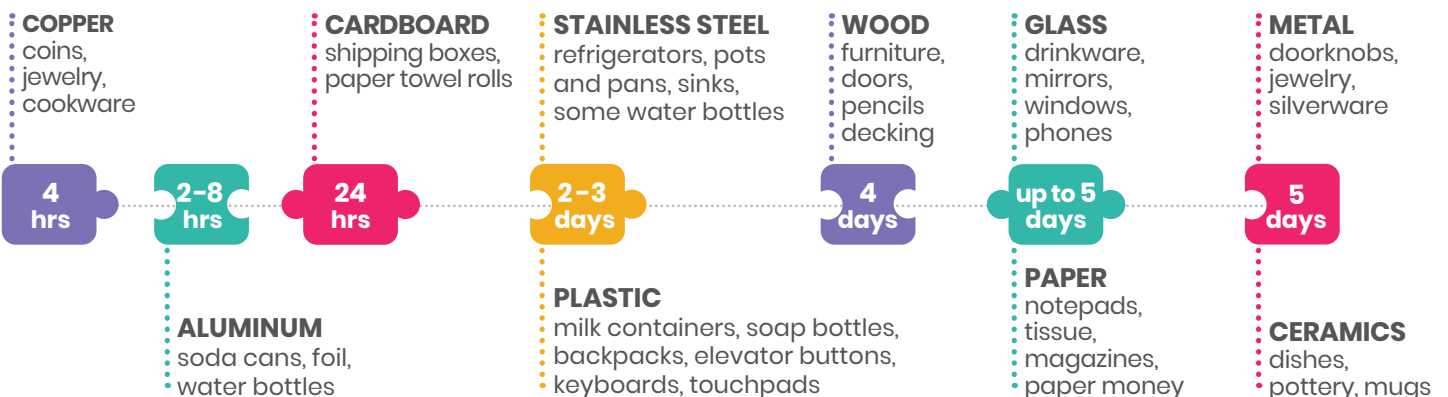 COPPER
coins,
jewelry,
cookware
CARDBOARD
shipping boxes,
paper towel rolls
STAINLESS STEEL
refrigerators, pots
and pans, sinks,
some water bottles
WOOD
furniture,
doors,
pencils
decking
GLASS
drinkware,
mirrors,
windows,
phones
METAL
doorknobs,
jewelry,
silverware
4
hrs
2-8
hrs
24
hrs
2-3
days
4
days
up to 5
days
5
days
ALUMINUM
soda cans, foil,
water bottles
PLASTIC
milk containers, soap bottles,
backpacks, elevator buttons,
keyboards, touchpads
PAPER
notepads,
tissue,
magazines,
paper money
CERAMICS
dishes,
pottery, mugs